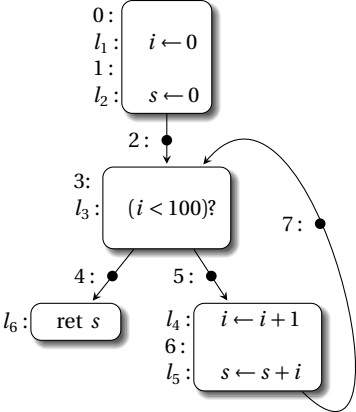 0:
l₁: i ← 0
1:
l₂: s ← 0
2:
3:
l₃: (i < 100)?
7:
4: 5:
l₆: ret s
l₄: i ← i + 1
6:
l₅: s ← s + i